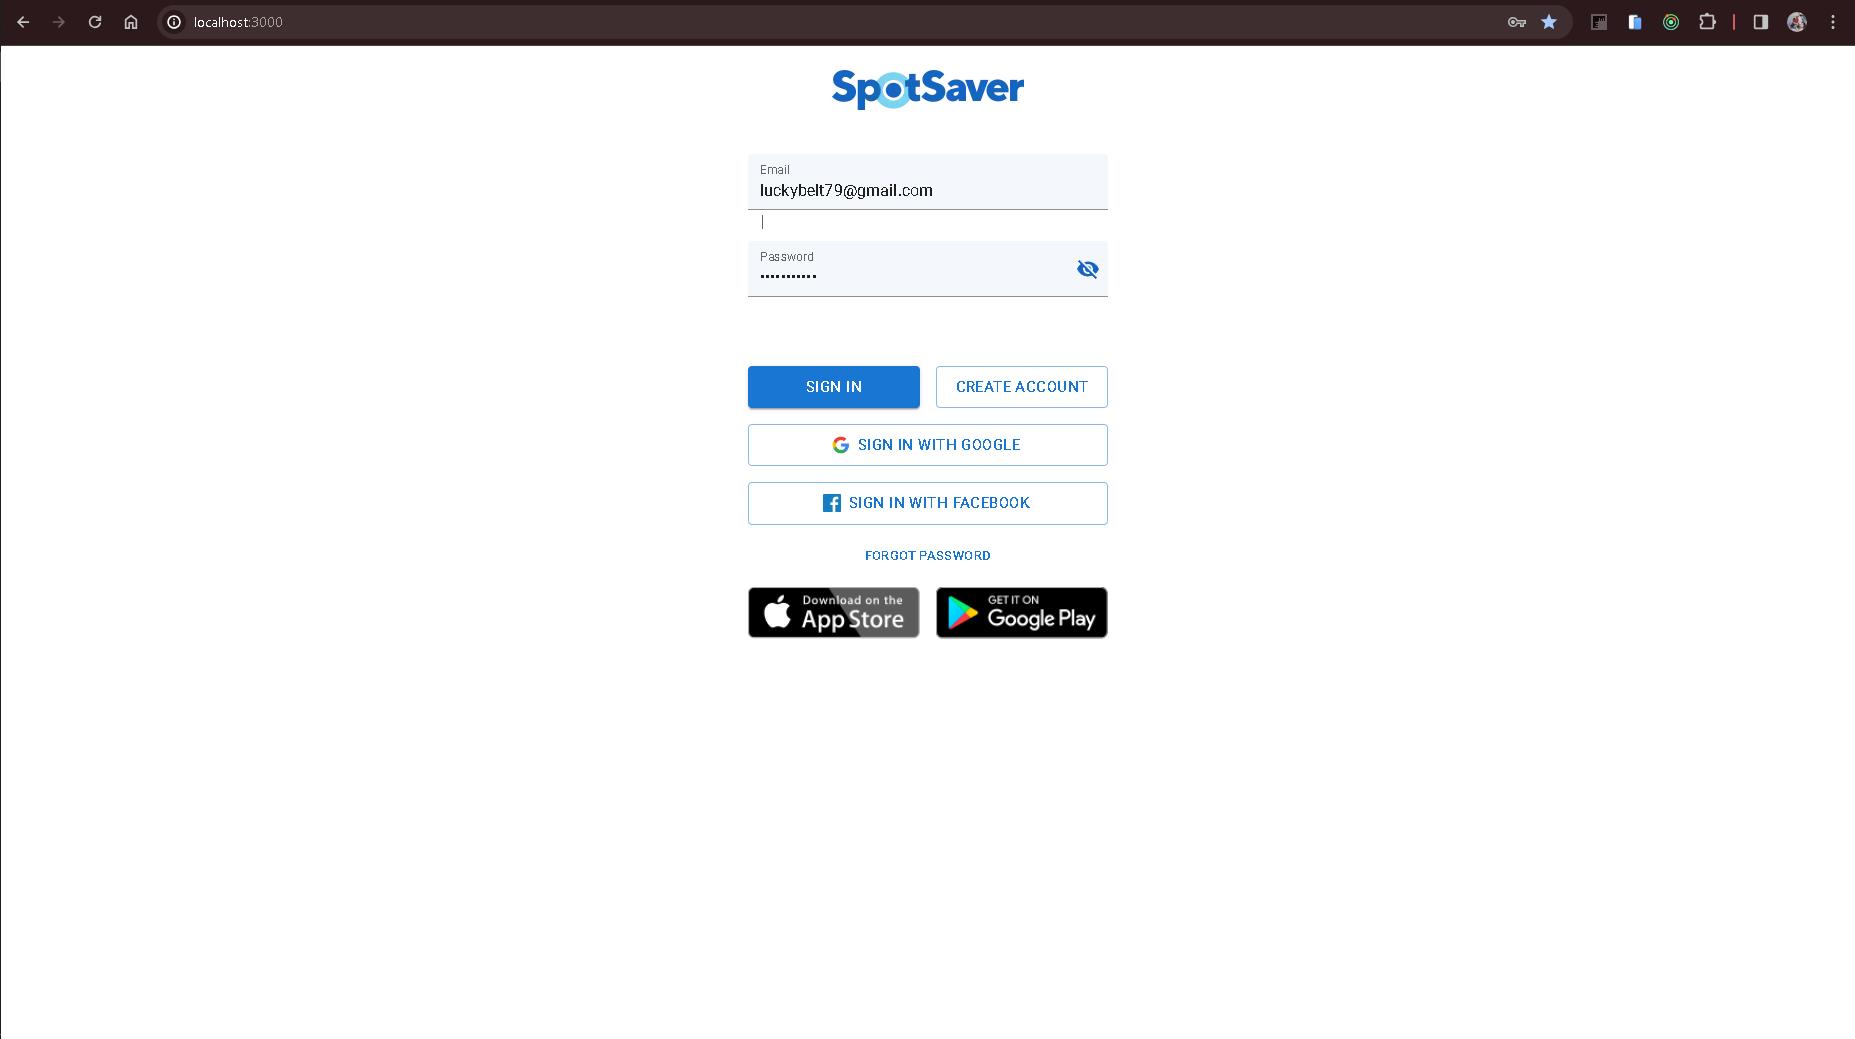 localhost:3000
SpotSaver
Email
luckybelt79@gmail.com
Password
•••••••••••
SIGN IN
CREATE ACCOUNT
SIGN IN WITH GOOGLE
SIGN IN WITH FACEBOOK
FORGOT PASSWORD
Download on the
App Store
GET IT ON
Google Play